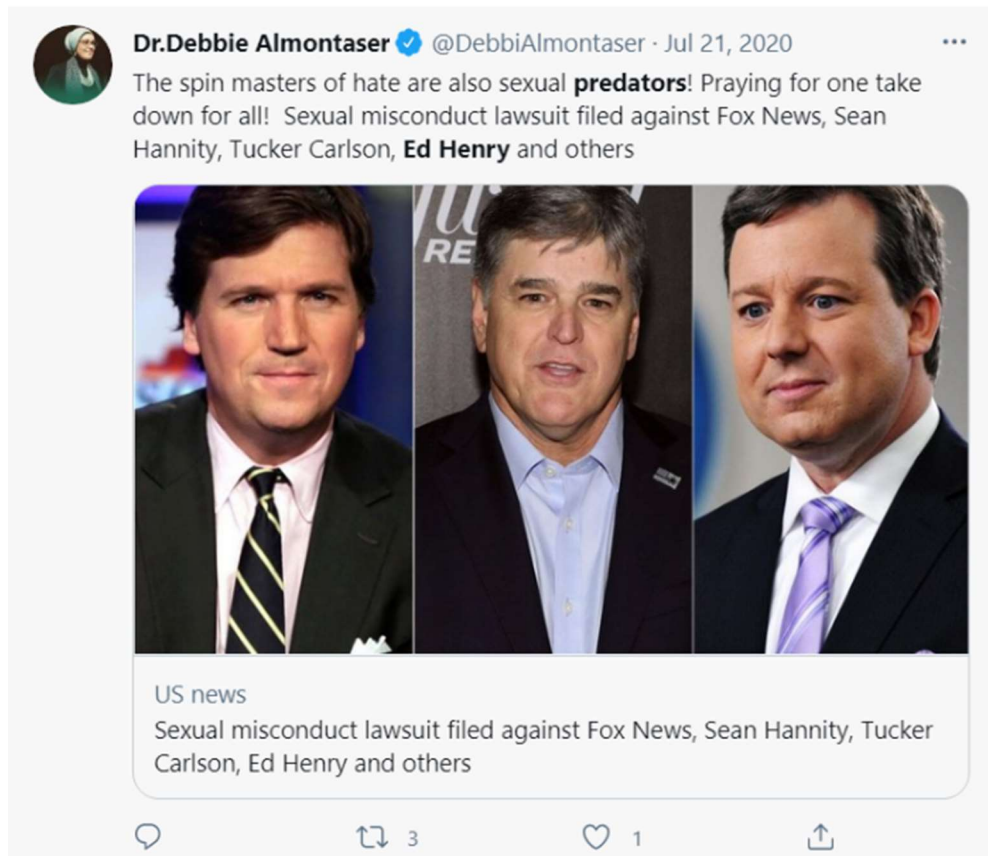 Dr.Debbie Almontaser @DebbiAlmontaser · Jul 21, 2020 ...
The spin masters of hate are also sexual predators! Praying for one take
down for all!  Sexual misconduct lawsuit filed against Fox News, Sean
Hannity, Tucker Carlson, Ed Henry and others
RE
US news
Sexual misconduct lawsuit filed against Fox News, Sean Hannity, Tucker
Carlson, Ed Henry and others
3 1